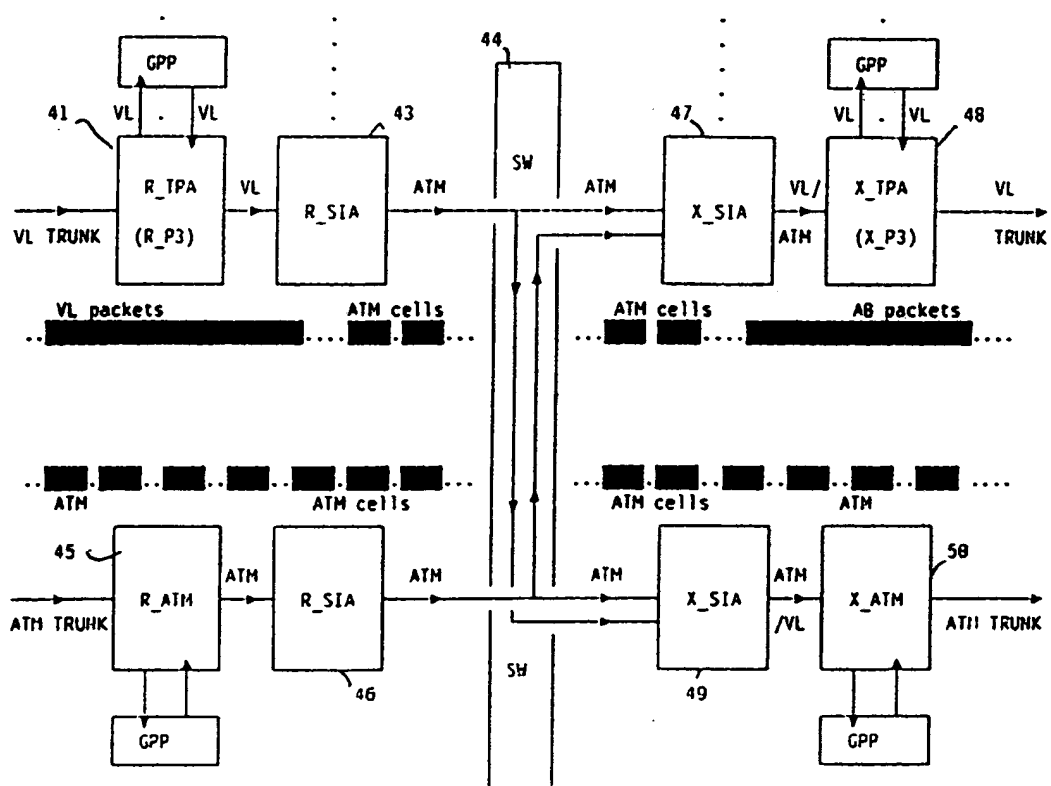 GPP
44
GPP
41
VL
VL
43
47
VL
VL
48
R_TPA
(R_P3)
VL
R_SIA
ATM
SW
ATM
X_SIA
VL/
ATM
X_TPA
(X_P3)
VL
TRUNK
VL TRUNK
VL packets
ATM cells
ATM cells
AB packets
ATM
ATM cells
ATM cells
ATM
45
50
R_ATM
ATM
R_SIA
ATM
ATM
X_SIA
ATM
/VL
X_ATM
ATM TRUNK
ATM TRUNK
46
SW
49
GPP
GPP